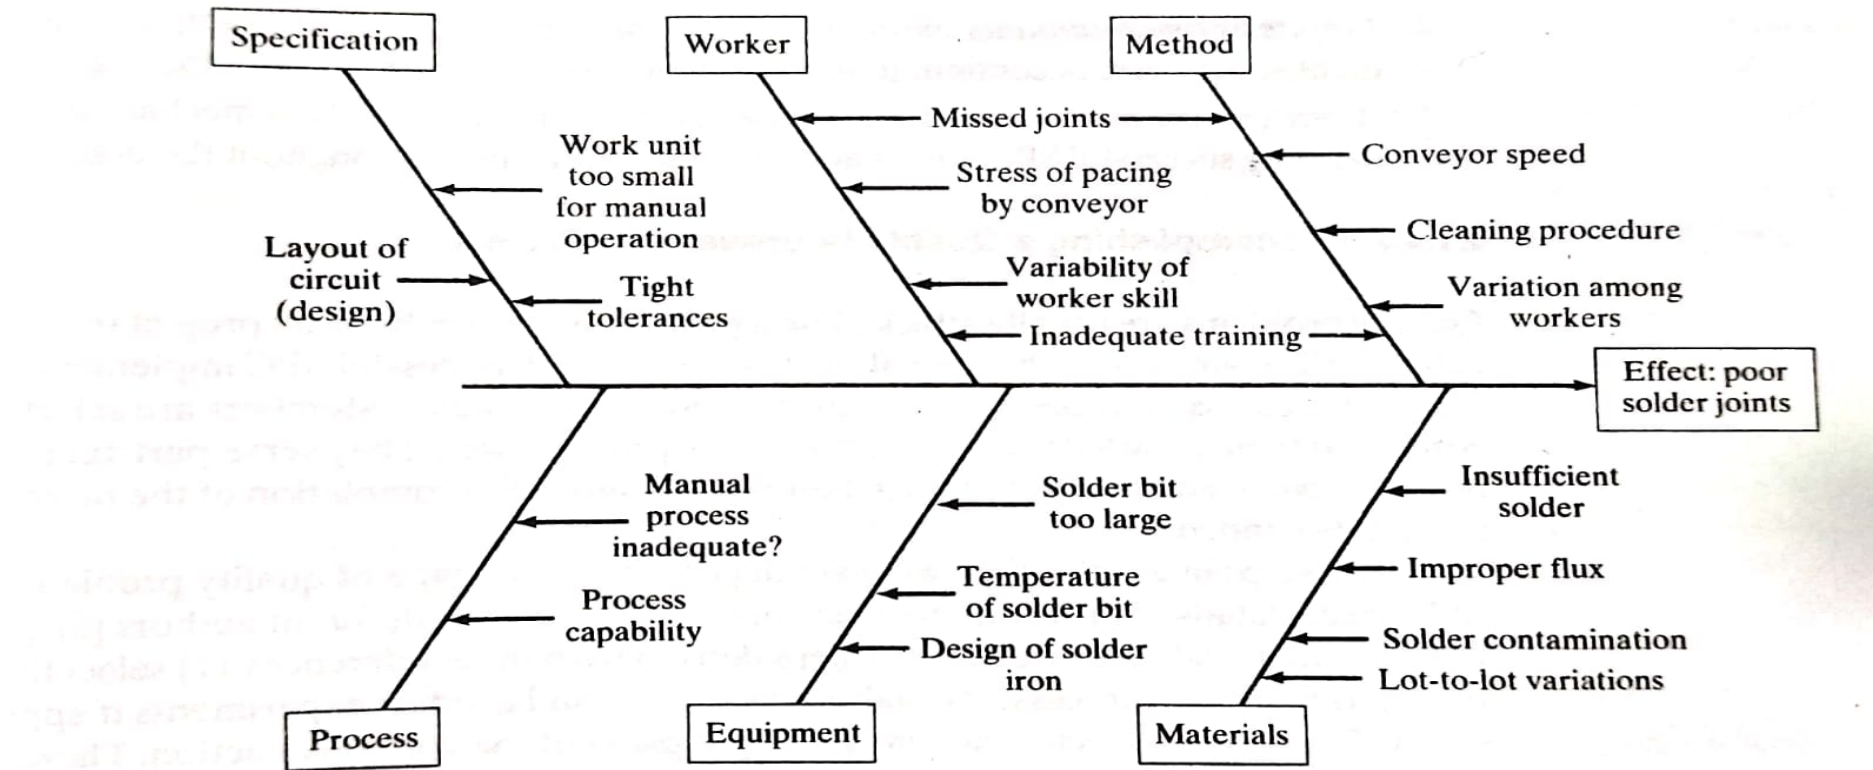 Specification
Worker
Method
Missed joints
Work unit
too small
for manual
operation
Stress of pacing
by conveyor
Conveyor speed
Cleaning procedure
Layout of
circuit
(design)
Tight
tolerances
Variability of
worker skill
Variation among
workers
Inadequate training
Effect: poor
solder joints
Manual
process
inadequate?
Solder bit
too large
Insufficient
solder
Process
capability
Temperature
of solder bit
Improper flux
Design of solder
iron
Solder contamination
Lot-to-lot variations
Process
Equipment
Materials